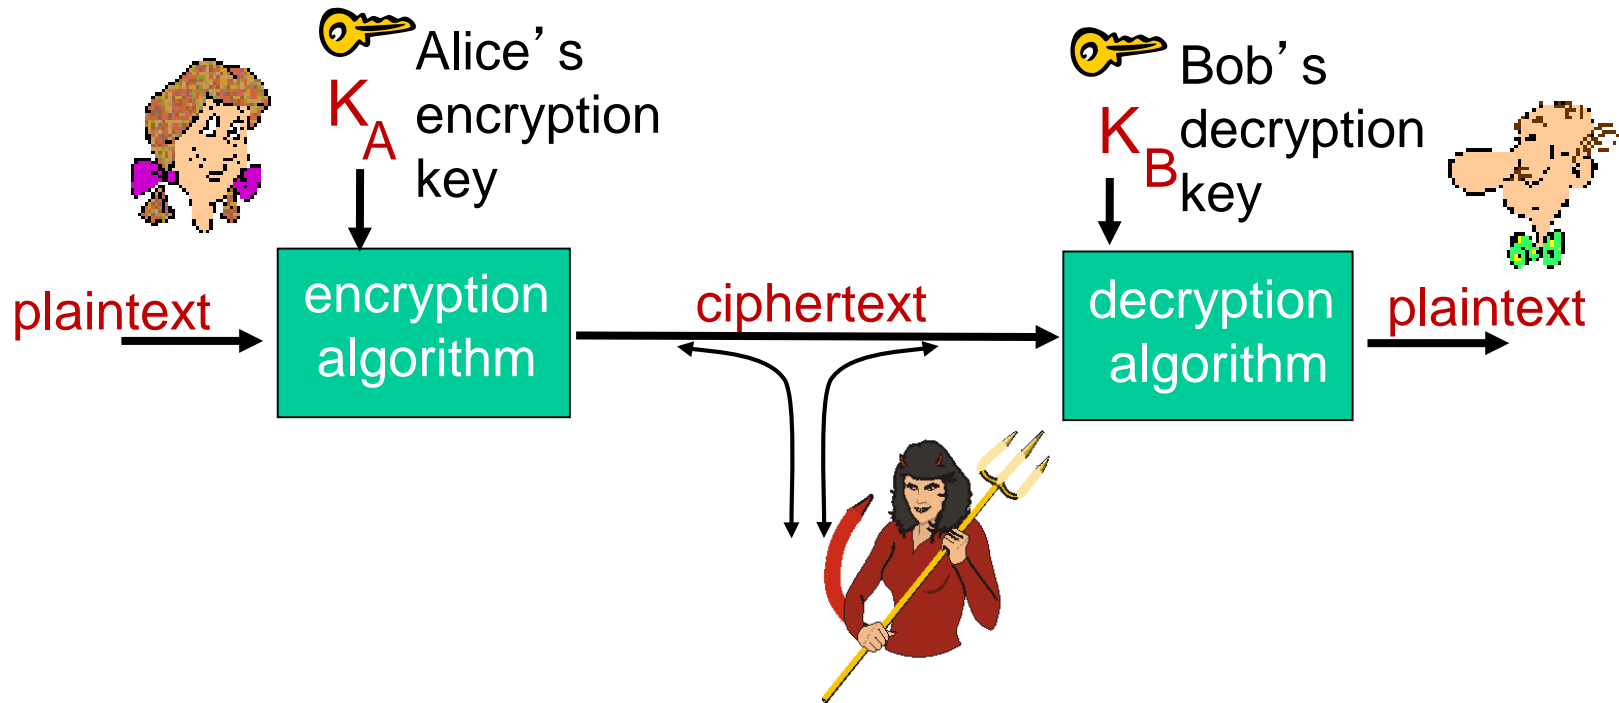 Alice’s
encryption
key
K
A
Bob’s
decryption
key
K
B
plaintext
encryption
algorithm
ciphertext
decryption
algorithm
plaintext